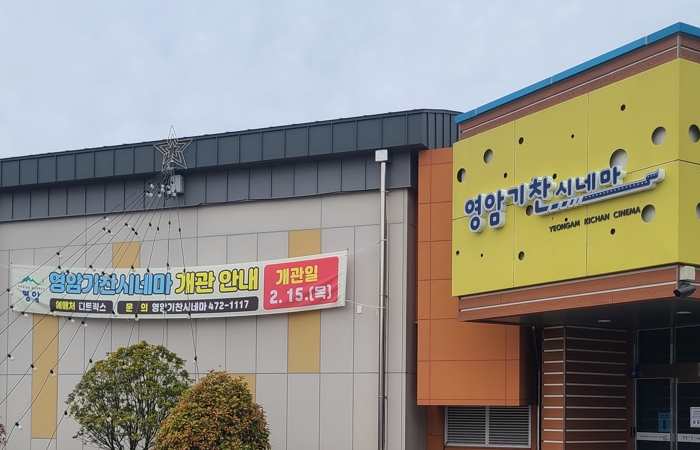 영암
영암기찬시네마 개관 안내
예매처 디트릭스 문 의 영암기찬시네마 472-1117
개관일
2. 15.(목)
영암기찬시네마
YEONGAM KICHAN CINEMA